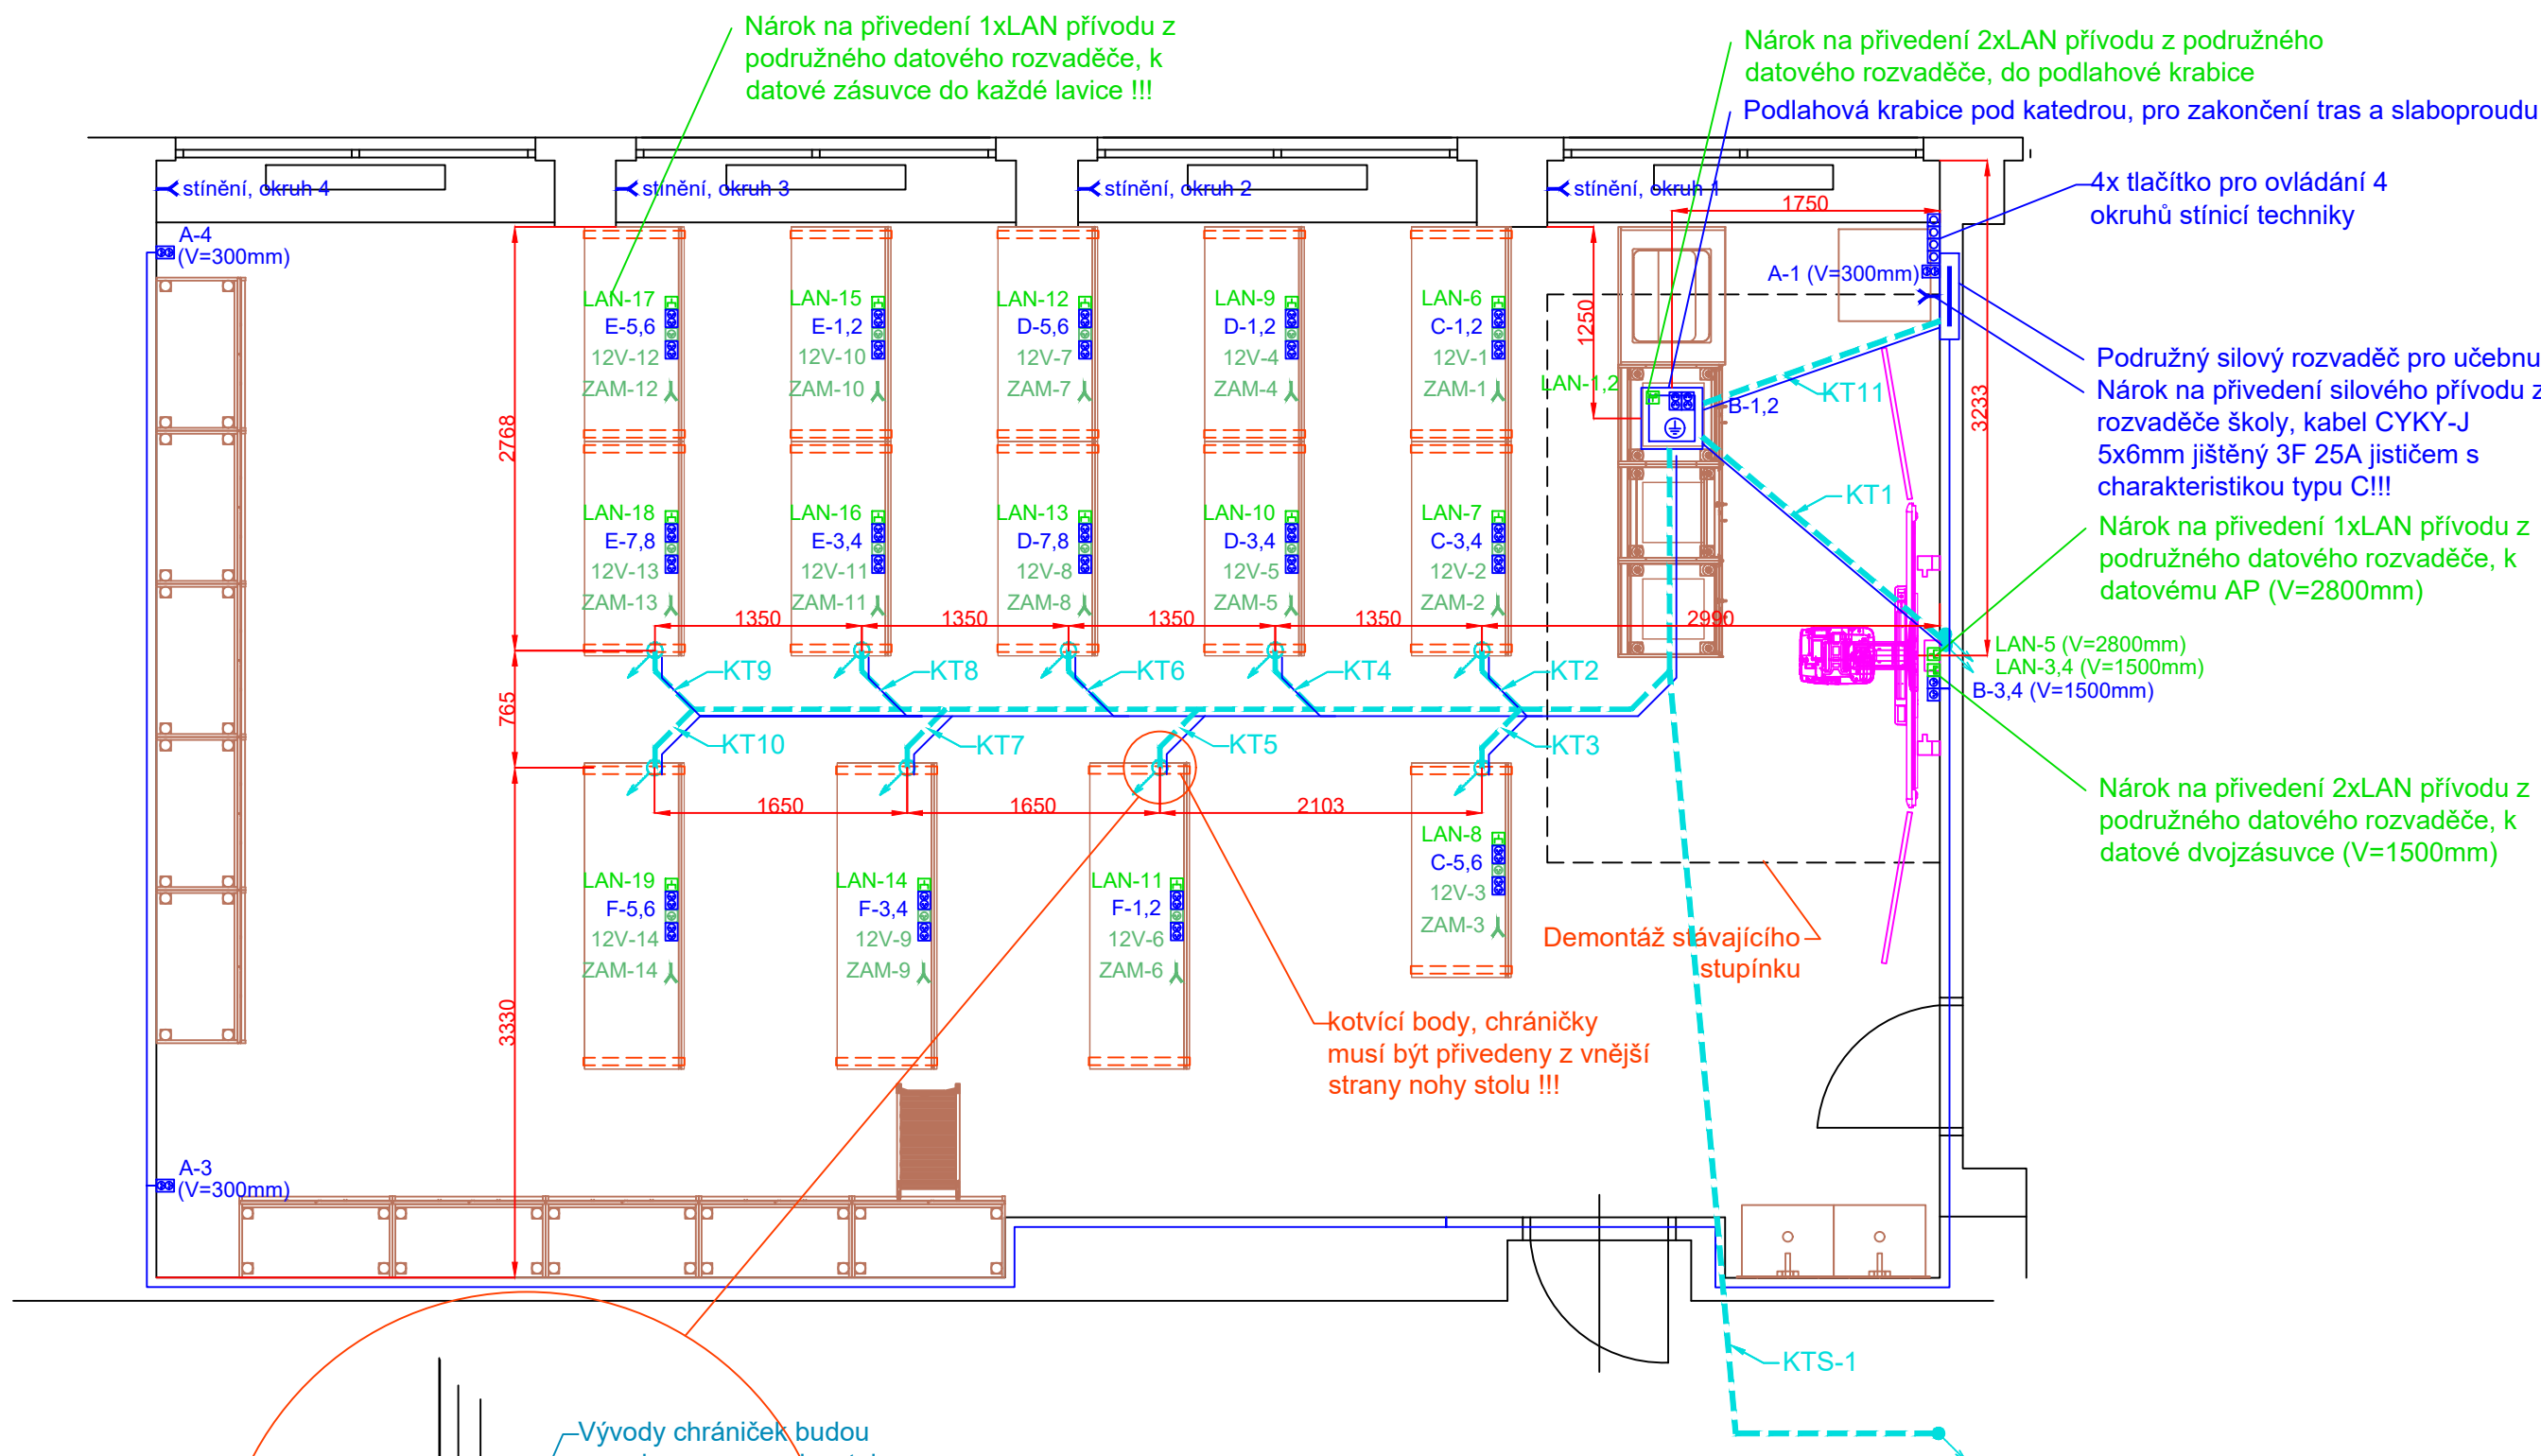 Nárok na přivedení 1xLAN přívodu z
podružného datového rozvaděče, k
datové zásuvce do každé lavice !!!
Nárok na přivedení 2xLAN přívodu z podružného
datového rozvaděče, do podlahové krabice
Podlahová krabice pod katedrou, pro zakončení tras a slaboproudu
stínění, okruh 4
stínění, okruh 3
stínění, okruh 2
stínění, okruh 1
4x tlačítko pro ovládání 4
okruhů stínicí techniky
1750
A-4
(V=300mm)
A-1 (V=300mm)
LAN-17
E-5,6
12V-12
ZAM-12
LAN-15
E-1,2
12V-10
ZAM-10
LAN-12
D-5,6
12V-7
ZAM-7
LAN-9
D-1,2
12V-4
ZAM-4
LAN-6
C-1,2
12V-1
ZAM-1
1250
LAN-1,2
B-1,2
KT11
3233
Podružný silový rozvaděč pro učebnu
Nárok na přivedení silového přívodu z
rozvaděče školy, kabel CYKY-J
5x6mm jištěný 3F 25A jističem s
charakteristikou typu C!!!
2768
KT1
LAN-18
E-7,8
12V-13
ZAM-13
LAN-16
E-3,4
12V-11
ZAM-11
LAN-13
D-7,8
12V-8
ZAM-8
LAN-10
D-3,4
12V-5
ZAM-5
LAN-7
C-3,4
12V-2
ZAM-2
Nárok na přivedení 1xLAN přívodu z
podružného datového rozvaděče, k
datovému AP (V=2800mm)
1350
1350
1350
1350
2990
LAN-5 (V=2800mm)
LAN-3,4 (V=1500mm)
B-3,4 (V=1500mm)
KT9
KT8
KT6
KT4
KT2
765
KT10
KT7
KT5
KT3
1650
1650
2103
Nárok na přivedení 2xLAN přívodu z
podružného datového rozvaděče, k
datové dvojzásuvce (V=1500mm)
LAN-8
C-5,6
12V-3
ZAM-3
LAN-19
F-5,6
12V-14
ZAM-14
LAN-14
F-3,4
12V-9
ZAM-9
LAN-11
F-1,2
12V-6
ZAM-6
Demontáž stávajícího
stupínku
3330
kotvící body, chráničky
musí být přivedeny z vnější
strany nohy stolu !!!
A-3
(V=300mm)
KTS-1
Vývody chrániček budou